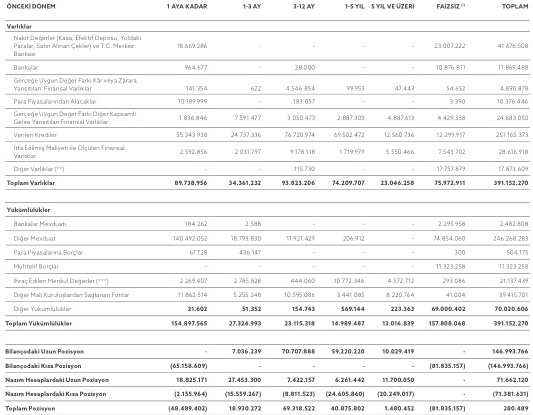 ÖNCEKİ DÖNEM 1 AYA KADAR 1-3 AY 3-12 AY 1-5 YIL 5 YIL VE ÜZERİ FAİZSİZ (*) TOPLAM
Varlıklar
Nakit Değerler (Kasa, Efektif Deposu, Yoldaki
Paralar, Satın Alınan Çekler) ve T.C. Merkez 18.669.286 - - - - 23.007.222 41.676.508
Bankası
Bankalar 964.677 - 28.000 - - 10.876.811 11.869.488
Gerçeğe Uygun Değer Farkı Kâr veya Zarara
Yansıtılan Finansal Varlıklar 141.354 622 4.546.854 99.953 47.443 54.652 4.890.878
Para Piyasalarından Alacaklar 10.189.999 - 183.057 - - 3.390 10.376.446
Gerçeğe Uygun Değer Farkı Diğer Kapsamlı
Gelire Yansıtılan Finansal Varlıklar 1.836.846 7.591.477 3.050.473 2.887.303 4.887.613 4.429.338 24.683.050
Verilen Krediler 55.343.938 24.737.336 76.720.974 69.502.472 12.560.736 12.299.917 251.165.373
İtfa Edilmiş Maliyeti ile Ölçülen Finansal
Varlıklar 2.592.856 2.031.797 9.178.118 1.719.979 5.550.466 7.543.702 28.616.918
Diğer Varlıklar (**) - - 115.730 - - 17.757.879 17.873.609
Toplam Varlıklar 89.738.956 34.361.232 93.823.206 74.209.707 23.046.258 75.972.911 391.152.270
Yükümlülükler
Bankalar Mevduatı 184.262 2.588 - - - 2.295.958 2.482.808
Diğer Mevduat 140.492.052 18.793.830 11.921.429 206.912 - 74.854.060 246.268.283
Para Piyasalarına Borçlar 67.728 436.147 - - - 300 504.175
Muhtelif Borçlar - - - - - 11.323.258 11.323.258
İhraç Edilen Menkul Değerler (***) 2.269.407 2.785.828 444.060 10.772.346 4.572.712 293.086 21.137.439
Diğer Mali Kuruluşlardan Sağlanan Fonlar 11.862.514 5.255.248 10.595.086 3.441.085 8.220.764 41.004 39.415.701
Diğer Yükümlülükler 21.602 51.352 154.743 569.144 223.363 69.000.402 70.020.606
Toplam Yükümlülükler 154.897.565 27.324.993 23.115.318 14.989.487 13.016.839 157.808.068 391.152.270
Bilançodaki Uzun Pozisyon - 7.036.239 70.707.888 59.220.220 10.029.419 - 146.993.766
Bilançodaki Kısa Pozisyon (65.158.609) - - - - (81.835.157) (146.993.766)
Nazım Hesaplardaki Uzun Pozisyon 18.825.171 27.453.300 7.422.157 6.261.442 11.700.050 - 71.662.120
Nazım Hesaplardaki Kısa Pozisyon (2.155.964) (15.559.267) (8.811.523) (24.605.860) (20.249.017) - (71.381.631)
Toplam Pozisyon (48.489.402) 18.930.272 69.318.522 40.875.802 1.480.452 (81.835.157) 280.489